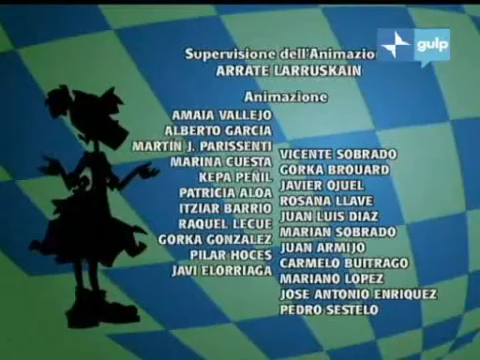 Supervisione dell'Animazio
gulp
ARRATE LARRUSKAIN
Animazione
AMAIA VALLEJO
ALBERTO GARCIA
MARTÍN J. PARISSENTI
MARINA CUESTA
KEPA PEÑIL
PATRICIA ALOA
ITZIAR BARRIO
RAQUEL LECUE
GORKA GONZALEZ
PILAR HOCES
JAVI ELORRIAGA
VICENTE SOBRADO
GORKA BROUARD
JAVIER OJUEL
ROSANA LLAVE
JUAN LUIS DIAZ
MARIAN SOBRADO
JUAN ARMIJO
CARMELO BUITRAGO
MARIANO LOPEZ
JOSE ANTONIO ENRIQUEZ
PEDRO SESTELO